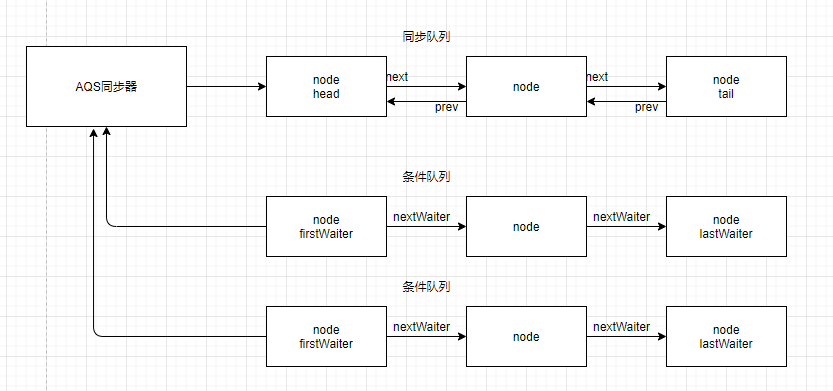 同步队列
AQS同步器
node
head
next
prev
node
next
prev
node
tail
条件队列
node
firstWaiter
nextWaiter
node
nextWaiter
node
lastWaiter
条件队列
node
firstWaiter
nextWaiter
node
nextWaiter
node
lastWaiter